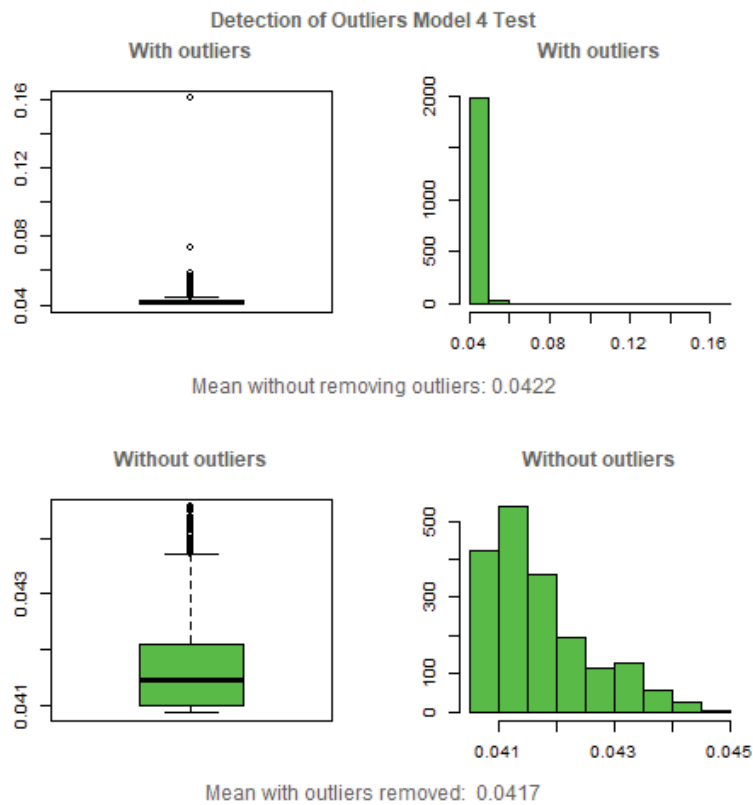 Detection of Outliers Model 4 Test
With outliers
With outliers
0.16
0.12
0.08
0.04
2000
1000
500
0
0.04 0.08 0.12 0.16
Mean without removing outliers: 0.0422
Without outliers
Without outliers
0.043
0.041
500
300
100
0
0.041 0.043 0.045
Mean with outliers removed: 0.0417